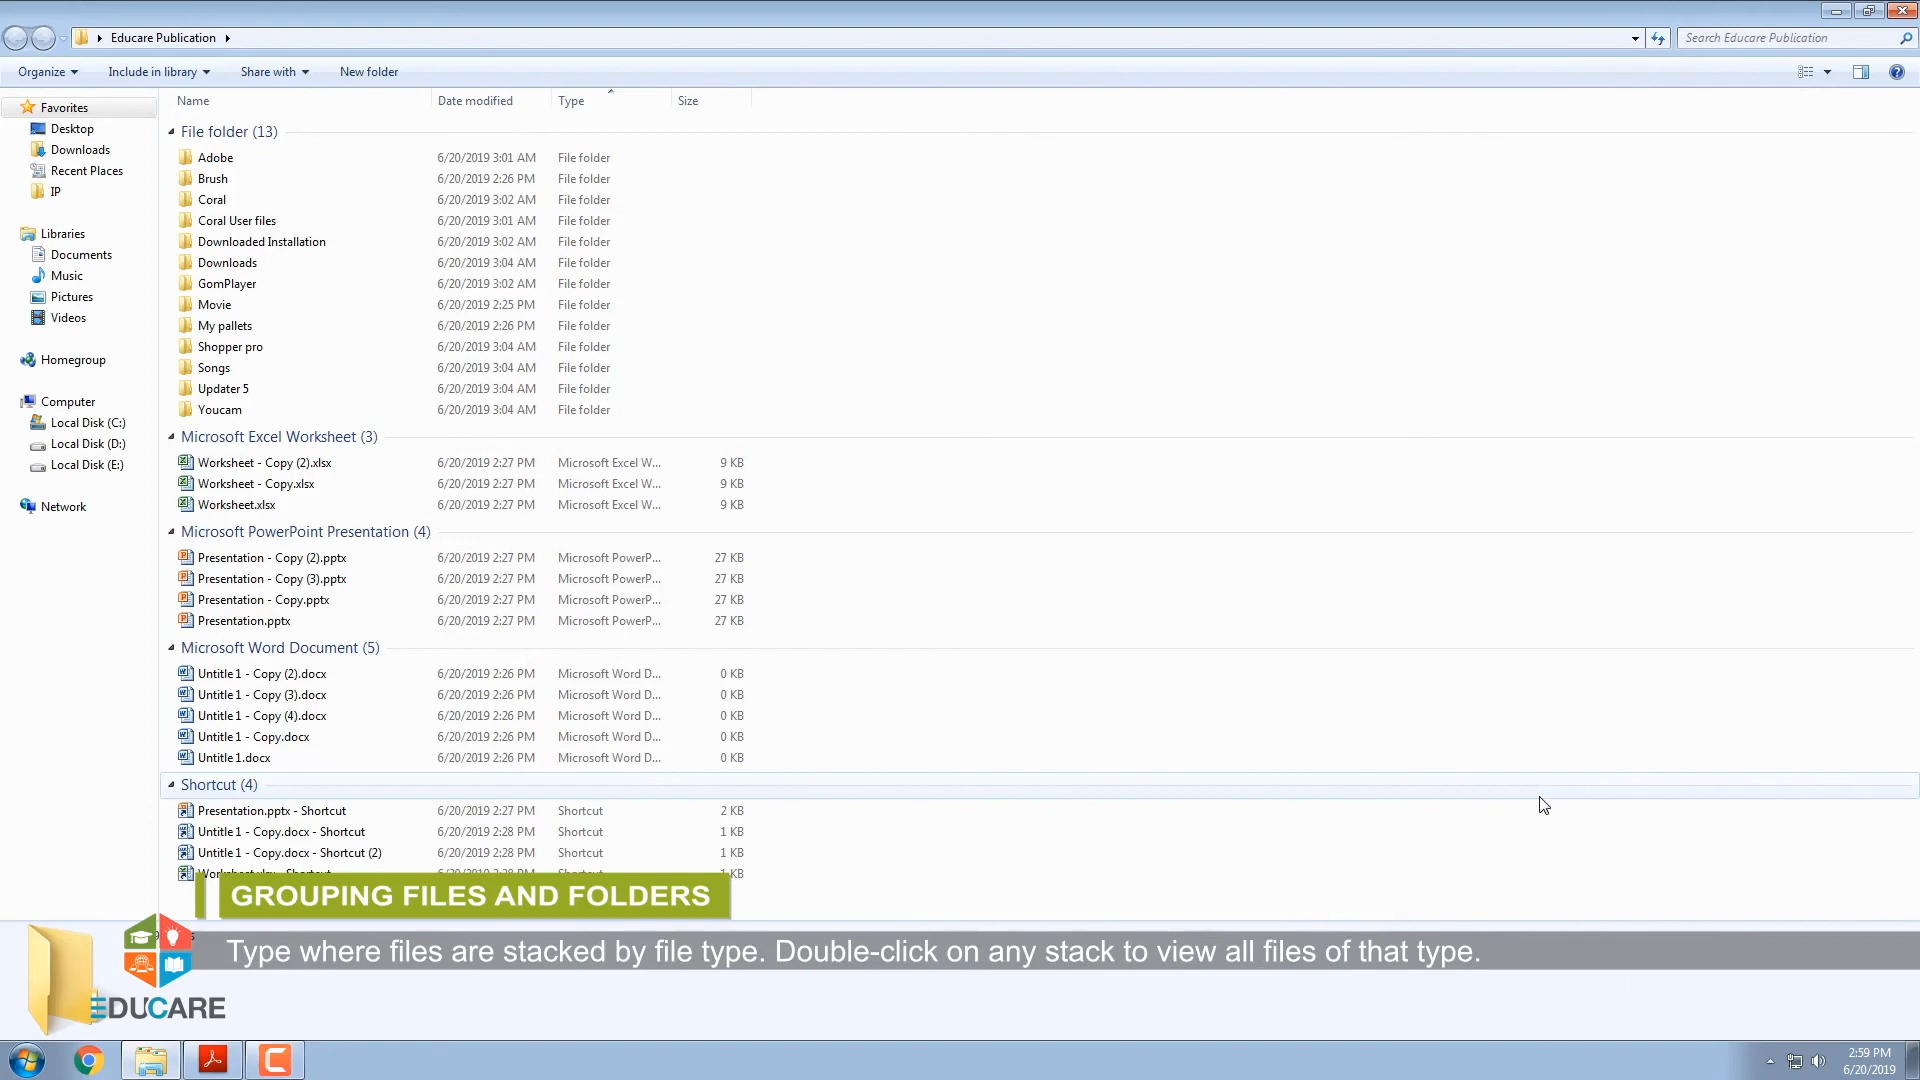 Educare Publication
Search Educare Publication
Organize Include in library Share with New folder
Favorites
Desktop
Downloads
Recent Places
IP
Libraries
Documents
Music
Pictures
Videos
Homegroup
Computer
Local Disk (C:)
Local Disk (D:)
Local Disk (E:)
Network
Name Date modified Type Size
File folder (13)
Adobe 6/20/2019 3:01 AM File folder
Brush 6/20/2019 2:26 PM File folder
Coral 6/20/2019 3:02 AM File folder
Coral User files 6/20/2019 3:01 AM File folder
Downloaded Installation 6/20/2019 3:02 AM File folder
Downloads 6/20/2019 3:04 AM File folder
GomPlayer 6/20/2019 3:02 AM File folder
Movie 6/20/2019 2:25 PM File folder
My pallets 6/20/2019 2:26 PM File folder
Shopper pro 6/20/2019 3:04 AM File folder
Songs 6/20/2019 3:04 AM File folder
Updater 5 6/20/2019 3:04 AM File folder
Youcam 6/20/2019 3:04 AM File folder
Microsoft Excel Worksheet (3)
Worksheet - Copy (2).xlsx 6/20/2019 2:27 PM Microsoft Excel W... 9 KB
Worksheet - Copy.xlsx 6/20/2019 2:27 PM Microsoft Excel W... 9 KB
Worksheet.xlsx 6/20/2019 2:27 PM Microsoft Excel W... 9 KB
Microsoft PowerPoint Presentation (4)
Presentation - Copy (2).pptx 6/20/2019 2:27 PM Microsoft PowerP... 27 KB
Presentation - Copy (3).pptx 6/20/2019 2:27 PM Microsoft PowerP... 27 KB
Presentation - Copy.pptx 6/20/2019 2:27 PM Microsoft PowerP... 27 KB
Presentation.pptx 6/20/2019 2:27 PM Microsoft PowerP... 27 KB
Microsoft Word Document (5)
Untitle1 - Copy (2).docx 6/20/2019 2:26 PM Microsoft Word D... 0 KB
Untitle1 - Copy (3).docx 6/20/2019 2:26 PM Microsoft Word D... 0 KB
Untitle1 - Copy (4).docx 6/20/2019 2:26 PM Microsoft Word D... 0 KB
Untitle1 - Copy.docx 6/20/2019 2:26 PM Microsoft Word D... 0 KB
Untitle1.docx 6/20/2019 2:26 PM Microsoft Word D... 0 KB
Shortcut (4)
Presentation.pptx - Shortcut 6/20/2019 2:27 PM Shortcut 2 KB
Untitle1 - Copy.docx - Shortcut 6/20/2019 2:28 PM Shortcut 1 KB
Untitle1 - Copy.docx - Shortcut (2) 6/20/2019 2:28 PM Shortcut 1 KB
Worksheet.xlsx - Shortcut 6/20/2019 2:28 PM Shortcut 1 KB
GROUPING FILES AND FOLDERS
Type where files are stacked by file type. Double-click on any stack to view all files of that type.
EDUCARE
2:59 PM
6/20/2019